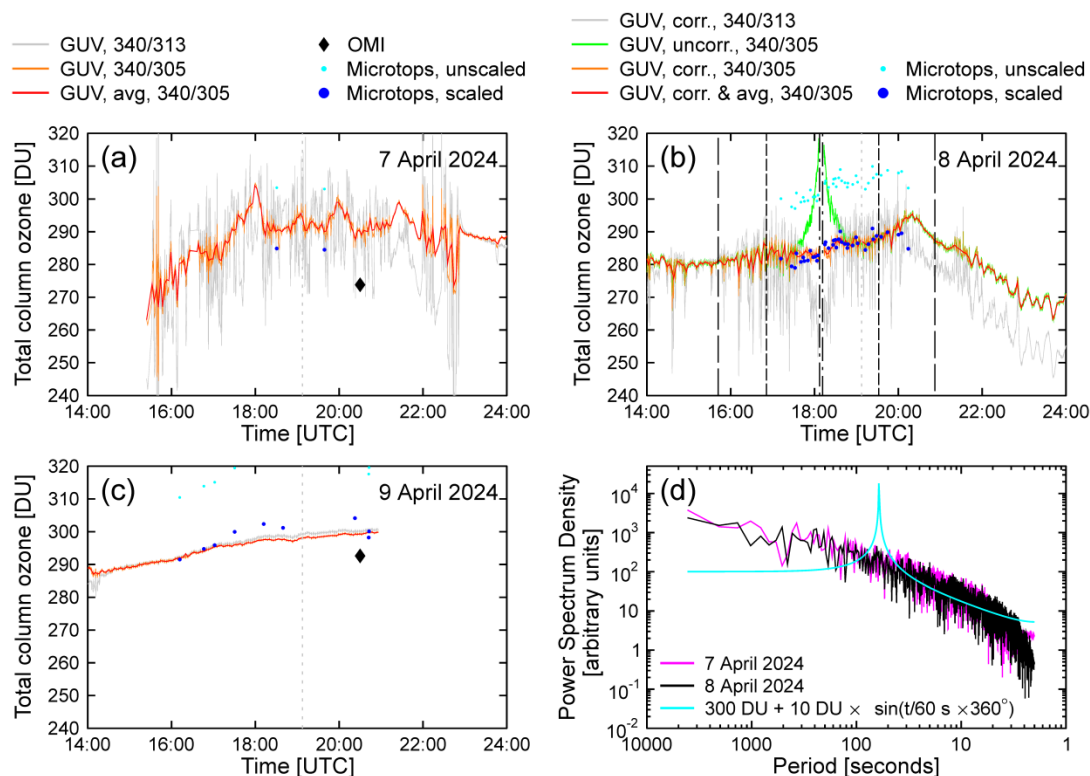 GUV, 340/313
GUV, 340/305
GUV, avg, 340/305
OMI
Microtops, unscaled
Microtops, scaled
GUV, corr., 340/313
GUV, uncorr., 340/305
GUV, corr., 340/305
GUV, corr. & avg, 340/305
Microtops, unscaled
Microtops, scaled
(a)
7 April 2024
Total column ozone [DU]
320
310
300
290
280
270
260
250
240
14:00 16:00 18:00 20:00 22:00 24:00
Time [UTC]
(b)
8 April 2024
Total column ozone [DU]
320
310
300
290
280
270
260
250
240
14:00 16:00 18:00 20:00 22:00 24:00
Time [UTC]
(c)
9 April 2024
Total column ozone [DU]
320
310
300
290
280
270
260
250
240
14:00 16:00 18:00 20:00 22:00 24:00
Time [UTC]
(d)
Power Spectrum Density
[arbitrary units]
10⁴
10³
10²
10
1
10⁻¹
10⁻²
7 April 2024
8 April 2024
300 DU + 10 DU × sin(t/60 s ×360°)
10000 1000 100 10 1
Period [seconds]